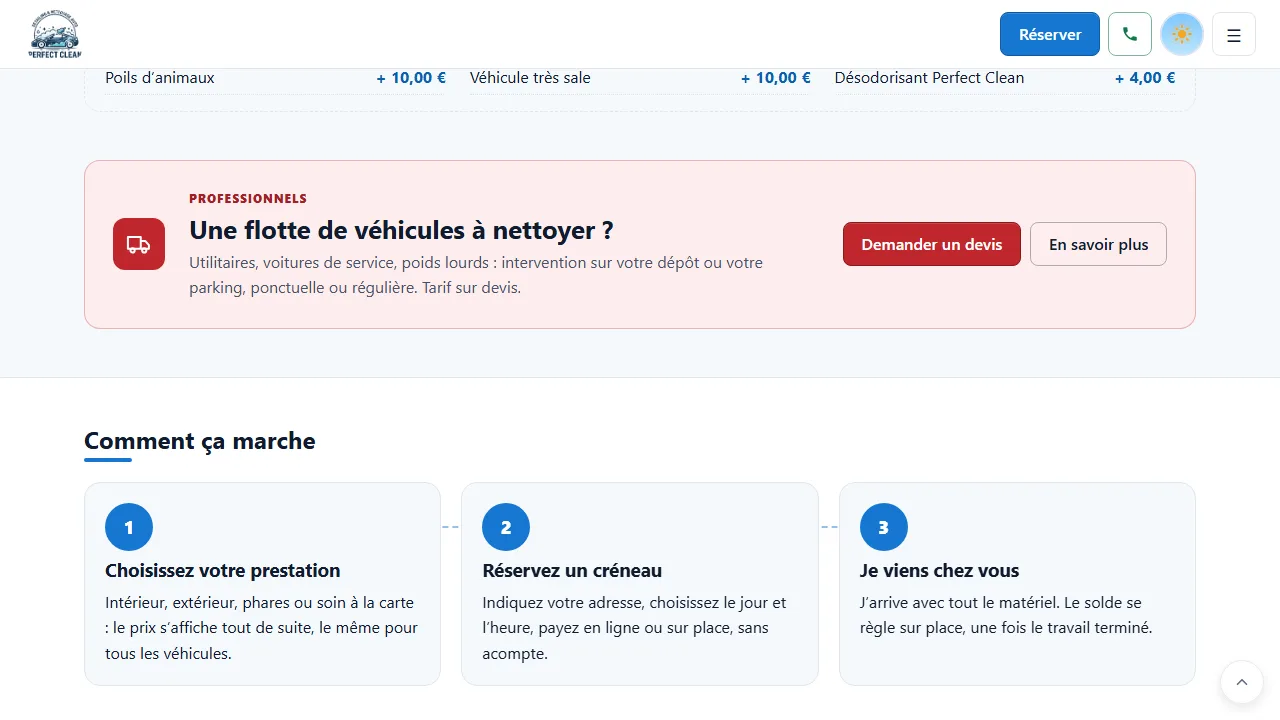 PERFECT CLEAN
Réserver
Poils d’animaux + 10,00 € Véhicule très sale + 10,00 € Désodorisant Perfect Clean + 4,00 €
PROFESSIONNELS
Une flotte de véhicules à nettoyer ?
Utilitaires, voitures de service, poids lourds : intervention sur votre dépôt ou votre
parking, ponctuelle ou régulière. Tarif sur devis.
Demander un devis
En savoir plus
Comment ça marche
1
Choisissez votre prestation
Intérieur, extérieur, phares ou soin à la carte
: le prix s’affiche tout de suite, le même pour
tous les véhicules.
2
Réservez un créneau
Indiquez votre adresse, choisissez le jour et
l’heure, payez en ligne ou sur place, sans
acompte.
3
Je viens chez vous
J’arrive avec tout le matériel. Le solde se
règle sur place, une fois le travail terminé.